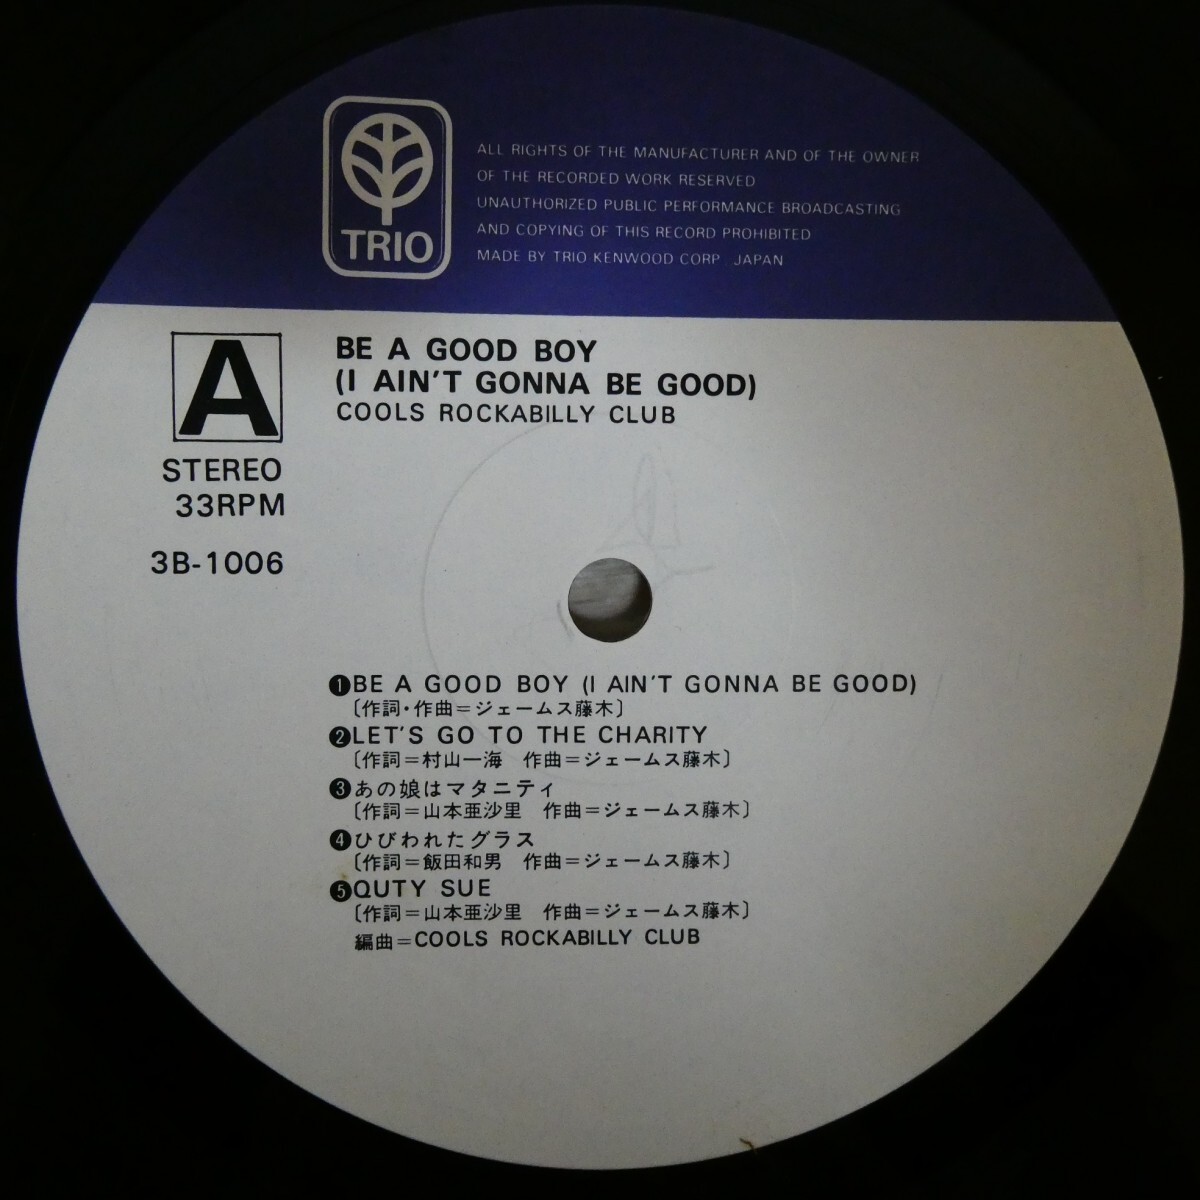 TRIO
ALL RIGHTS OF THE MANUFACTURER AND OF THE OWNER
OF THE RECORDED WORK RESERVED
UNAUTHORIZED PUBLIC PERFORMANCE BROADCASTING
AND COPYING OF THIS RECORD PROHIBITED
MADE BY TRIO KENWOOD CORP. JAPAN
A
STEREO
33RPM
3B-1006
BE A GOOD BOY
(I AIN'T GONNA BE GOOD)
COOLS ROCKABILLY CLUB
❶BE A GOOD BOY (I AIN'T GONNA BE GOOD)
〔作詞・作曲=ジェームス藤木〕
❷LET'S GO TO THE CHARITY
〔作詞=村山一海 作曲=ジェームス藤木〕
❸あの娘はマタニティ
〔作詞=山本亜沙里 作曲=ジェームス藤木〕
❹ひびわれたグラス
〔作詞=飯田和男 作曲=ジェームス藤木〕
❺QUTY SUE
〔作詞=山本亜沙里 作曲=ジェームス藤木〕
編曲=COOLS ROCKABILLY CLUB